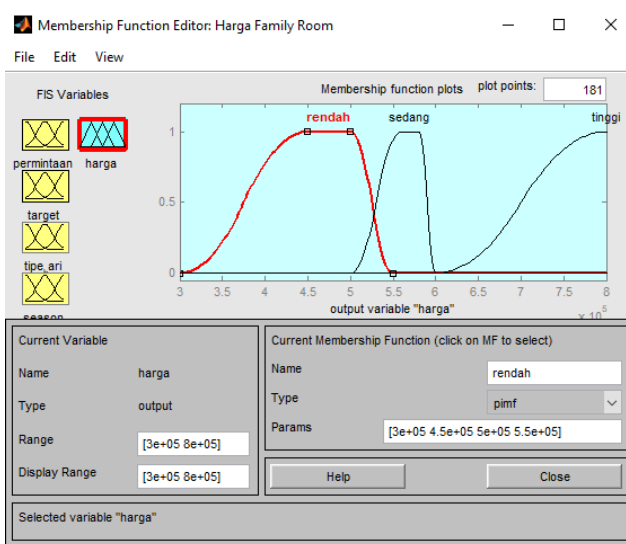 Membership Function Editor: Harga Family Room
File Edit View
FIS Variables
Membership function plots plot points: 181
permintaan harga
target
tipe_ari
season
rendah sedang tinggi
1
0.5
0
3 3.5 4 4.5 5 5.5 6 6.5 7 7.5 8
output variable "harga"
× 10^5
Current Variable
Name harga
Type output
Range [3e+05 8e+05]
Display Range [3e+05 8e+05]
Current Membership Function (click on MF to select)
Name rendah
Type pimf
Params [3e+05 4.5e+05 5e+05 5.5e+05]
Help Close
Selected variable "harga"